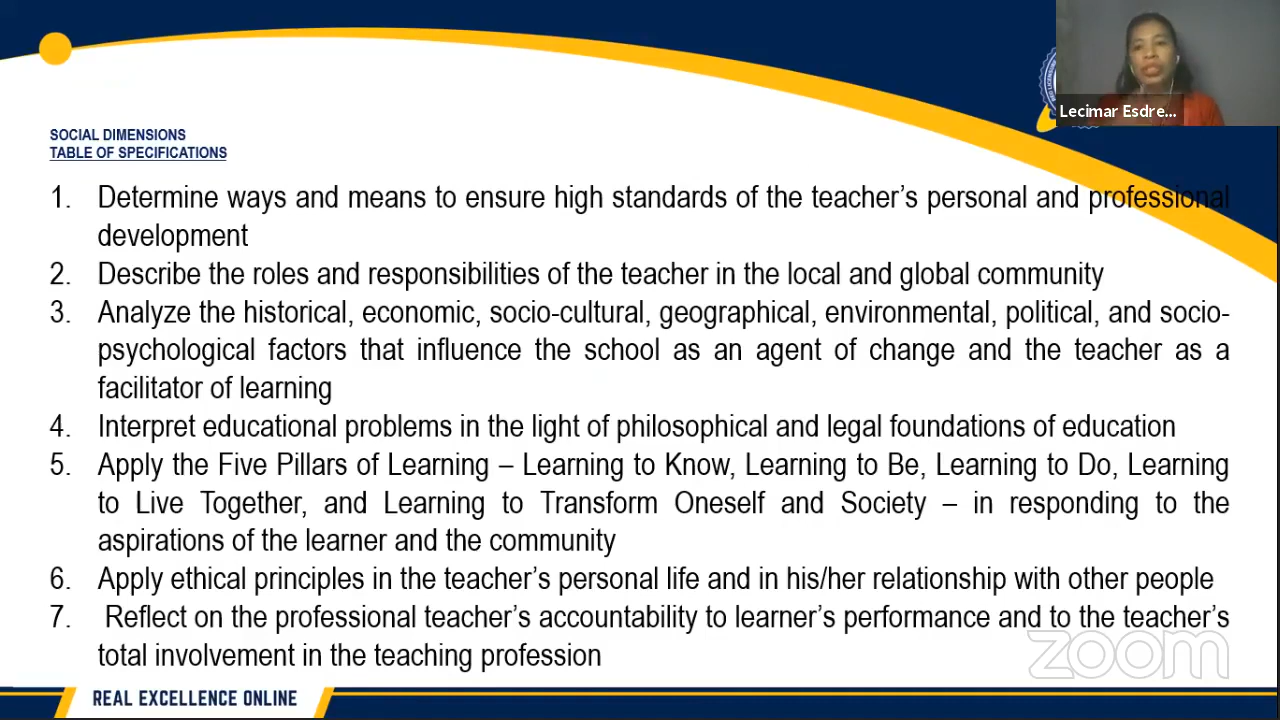 Lecimar Esdre...
SOCIAL DIMENSIONS
TABLE OF SPECIFICATIONS
1. Determine ways and means to ensure high standards of the teacher’s personal and professional
development
2. Describe the roles and responsibilities of the teacher in the local and global community
3. Analyze the historical, economic, socio-cultural, geographical, environmental, political, and socio-
psychological factors that influence the school as an agent of change and the teacher as a
facilitator of learning
4. Interpret educational problems in the light of philosophical and legal foundations of education
5. Apply the Five Pillars of Learning – Learning to Know, Learning to Be, Learning to Do, Learning
to Live Together, and Learning to Transform Oneself and Society – in responding to the
aspirations of the learner and the community
6. Apply ethical principles in the teacher’s personal life and in his/her relationship with other people
7. Reflect on the professional teacher’s accountability to learner’s performance and to the teacher’s
total involvement in the teaching profession
zoom
REAL EXCELLENCE ONLINE